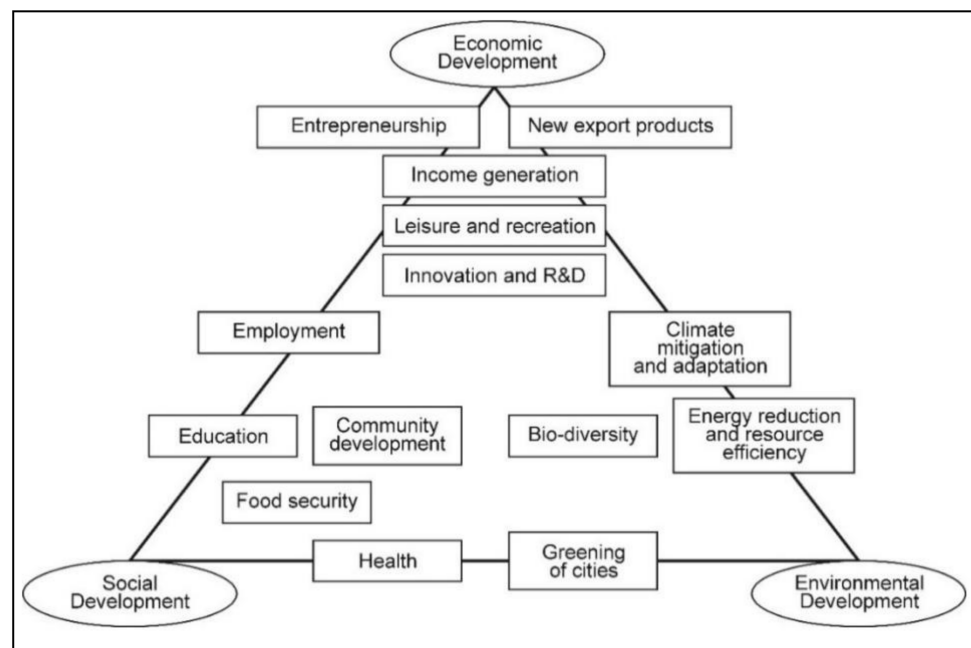 Economic
Development
Entrepreneurship
New export products
Income generation
Leisure and recreation
Innovation and R&D
Employment
Climate
mitigation
and adaptation
Education
Community
development
Bio-diversity
Energy reduction
and resource
efficiency
Food security
Health
Greening
of cities
Social
Development
Environmental
Development